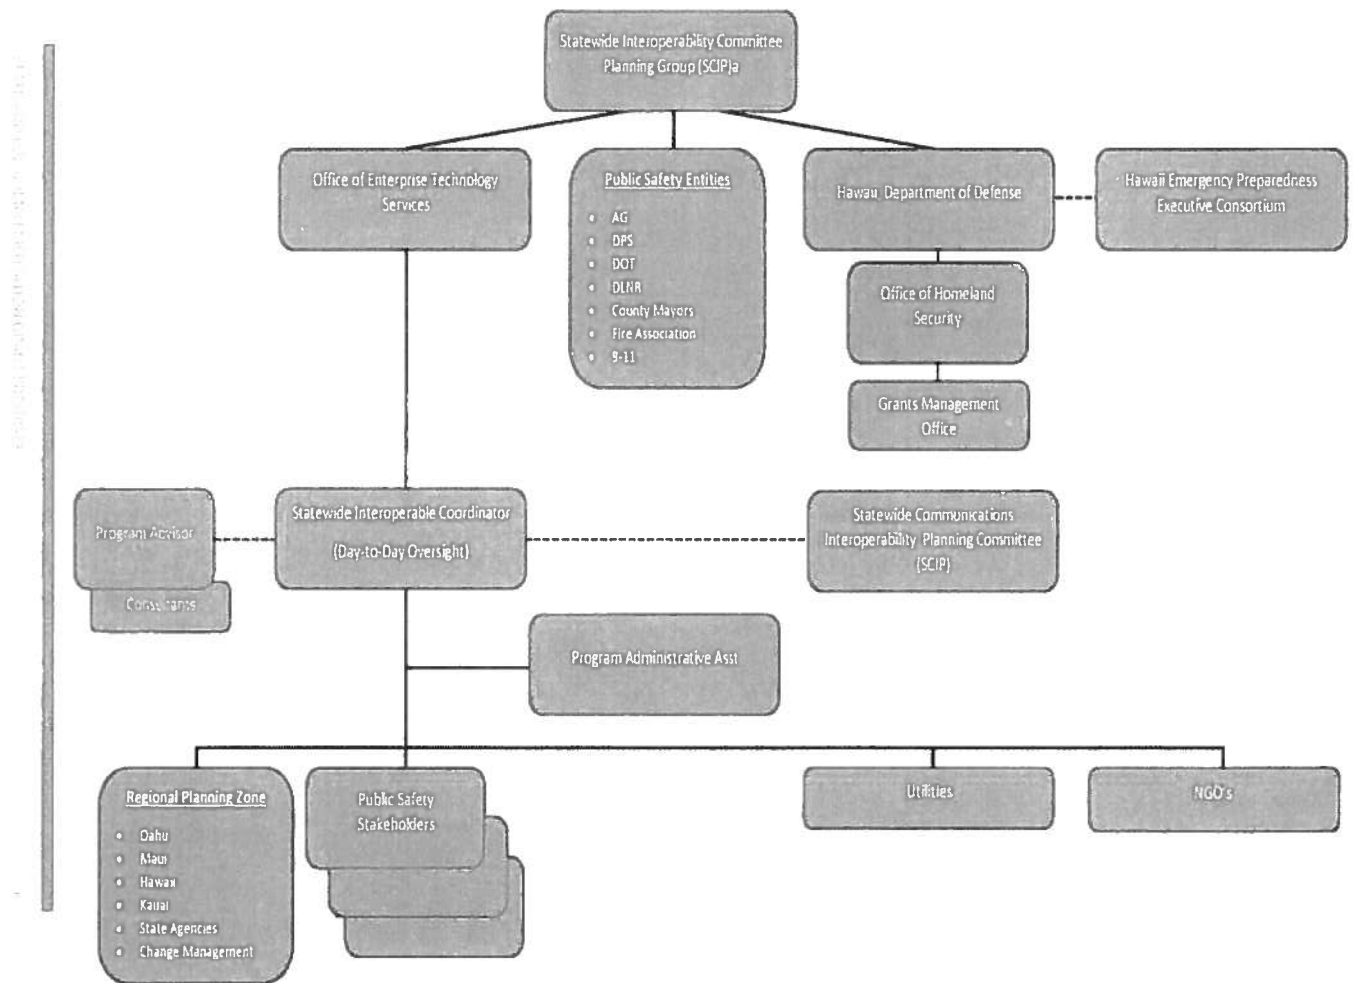 Statewide Interoperability Committee
Planning Group (SCIP)a
Office of Enterprise Technology
Services
Public Safety Entities
• AG
• DPS
• DOT
• DLNR
• County Mayors
• Fire Association
• 9-11
Hawaii, Department of Defense
Hawaii Emergency Preparedness
Executive Consortium
Office of Homeland
Security
Grants Management
Office
Program Advisor
Consultants
Statewide Interoperable Coordinator
(Day-to-Day Oversight)
Statewide Communications
Interoperability Planning Committee
(SCIP)
Program Administrative Asst
Regional Planning Zone
• Oahu
• Maui
• Hawaii
• Kauai
• State Agencies
• Change Management
Public Safety
Stakeholders
Utilities
NGO's